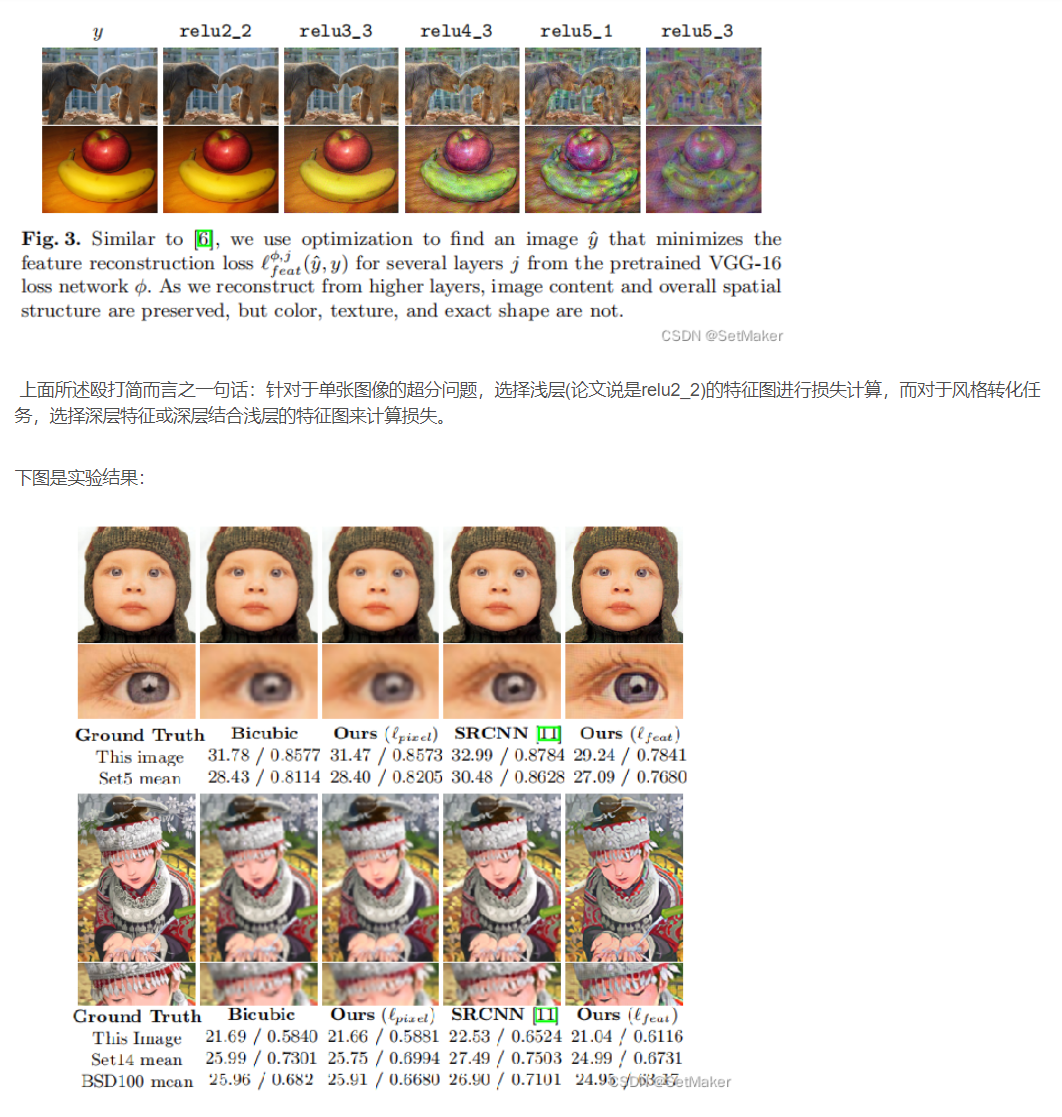 y relu2_2 relu3_3 relu4_3 relu5_1 relu5_3
Fig. 3. Similar to [6], we use optimization to find an image ŷ that minimizes the
feature reconstruction loss ℓ^{ϕ,j}_{feat}(ŷ, y) for several layers j from the pretrained VGG-16
loss network ϕ. As we reconstruct from higher layers, image content and overall spatial
structure are preserved, but color, texture, and exact shape are not.
CSDN @SetMaker
上面所述殴打简而言之一句话：针对于单张图像的超分问题，选择浅层(论文说是relu2_2)的特征图进行损失计算，而对于风格转化任
务，选择深层特征或深层结合浅层的特征图来计算损失。
下图是实验结果：
Ground Truth Bicubic Ours (ℓ_{pixel}) SRCNN [11] Ours (ℓ_{feat})
This image 31.78 / 0.8577 31.47 / 0.8573 32.99 / 0.8784 29.24 / 0.7841
Set5 mean 28.43 / 0.8114 28.40 / 0.8205 30.48 / 0.8628 27.09 / 0.7680
Ground Truth Bicubic Ours (ℓ_{pixel}) SRCNN [11] Ours (ℓ_{feat})
This Image 21.69 / 0.5840 21.66 / 0.5881 22.53 / 0.6524 21.04 / 0.6116
Set14 mean 25.99 / 0.7301 25.75 / 0.6994 27.49 / 0.7503 24.99 / 0.6731
BSD100 mean 25.96 / 0.682 25.91 / 0.6680 26.90 / 0.7101 24.95 /
CSDN @SetMaker